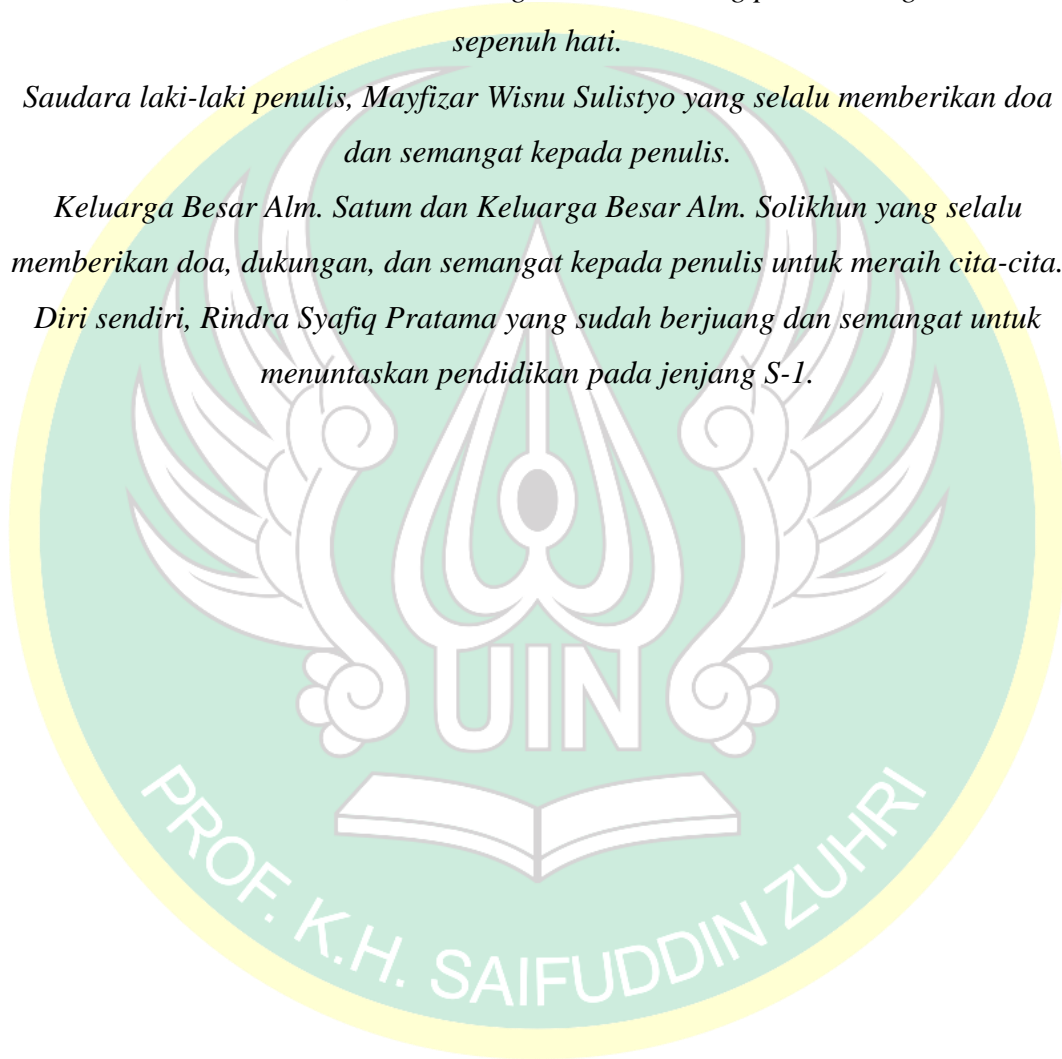 sepenuh hati.
Saudara laki-laki penulis, Mayfizar Wisnu Sulistyo yang selalu memberikan doa
dan semangat kepada penulis.
Keluarga Besar Alm. Satum dan Keluarga Besar Alm. Solikhun yang selalu
memberikan doa, dukungan, dan semangat kepada penulis untuk meraih cita-cita.
Diri sendiri, Rindra Syafiq Pratama yang sudah berjuang dan semangat untuk
menuntaskan pendidikan pada jenjang S-1.
UIN
PROF. K.H. SAIFUDDIN ZUHRI